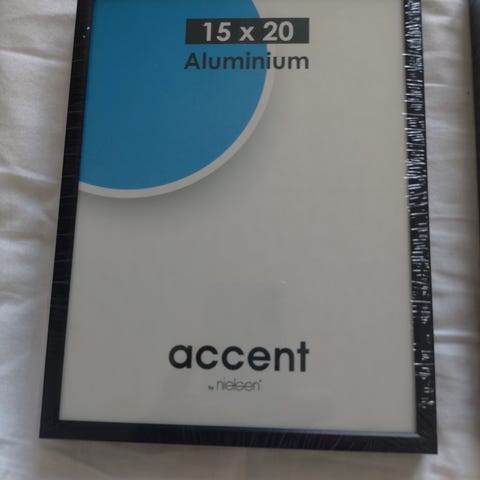 15 x 20
Aluminium
accent
by nielsen®